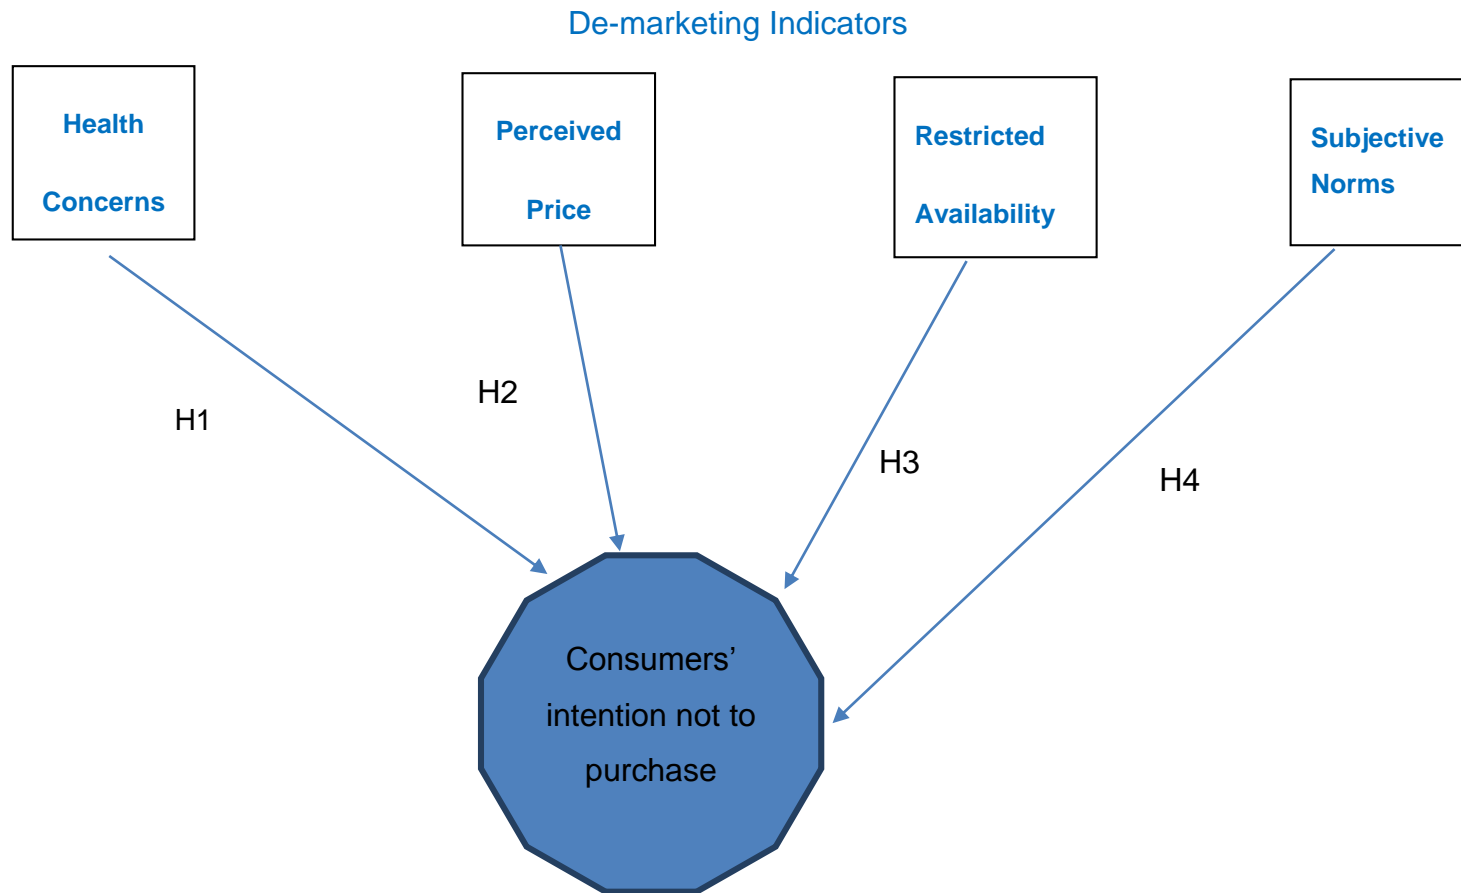 De-marketing Indicators
Health
Concerns
Perceived
Price
Restricted
Availability
Subjective
Norms
H1
H2
H3
H4
Consumers’
intention not to
purchase